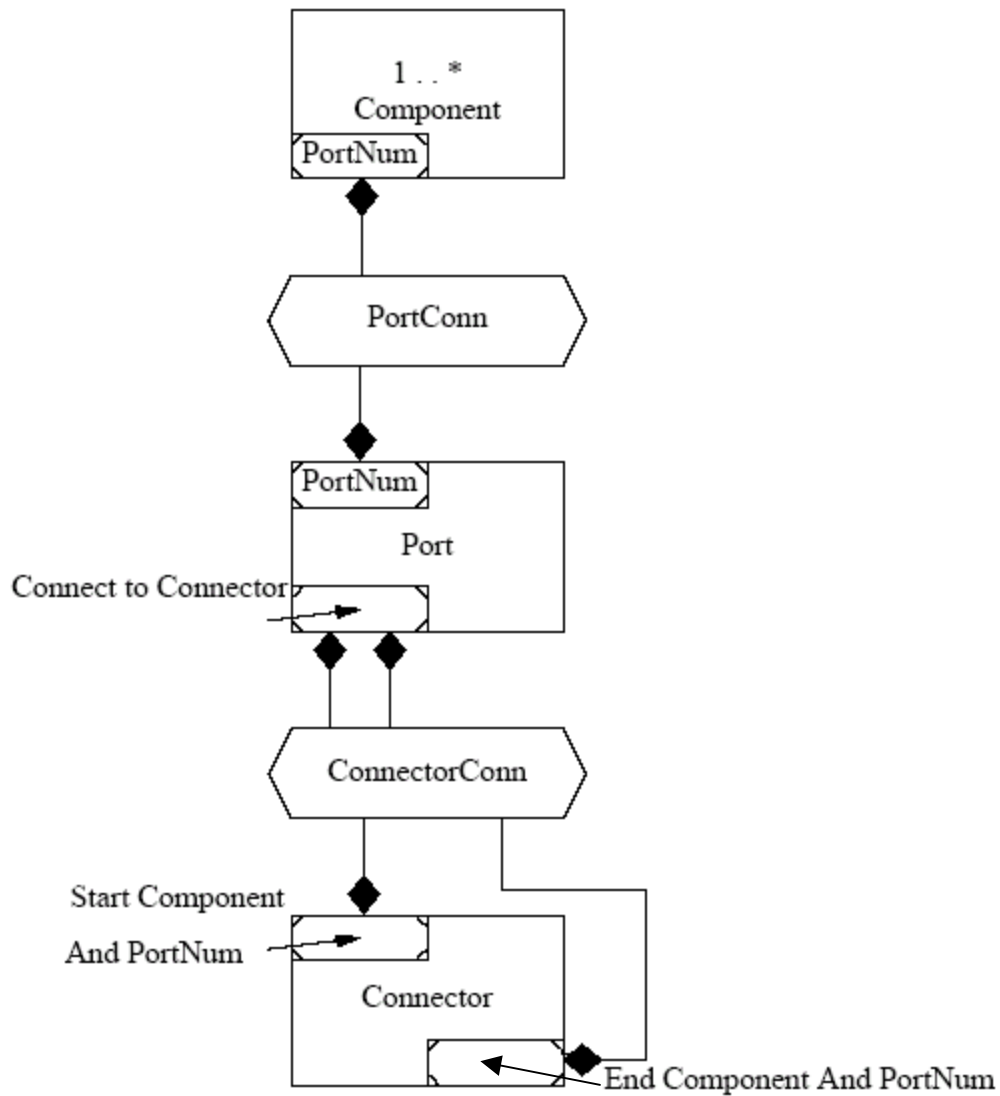 1 . . *
Component
PortNum
PortConn
PortNum
Port
Connect to Connector
ConnectorConn
Start Component
And PortNum
Connector
End Component And PortNum